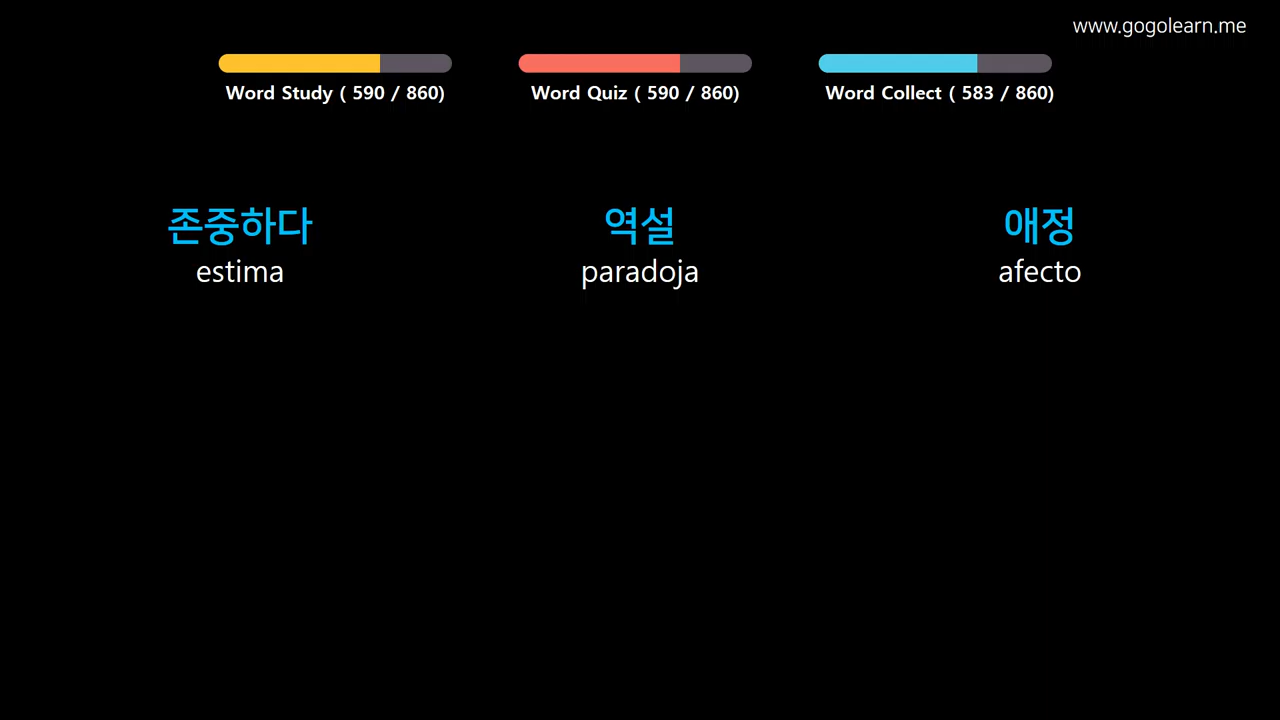 www.gogolearn.me
Word Study ( 590 / 860)
Word Quiz ( 590 / 860)
Word Collect ( 583 / 860)
존중하다
estima
역설
paradoja
애정
afecto